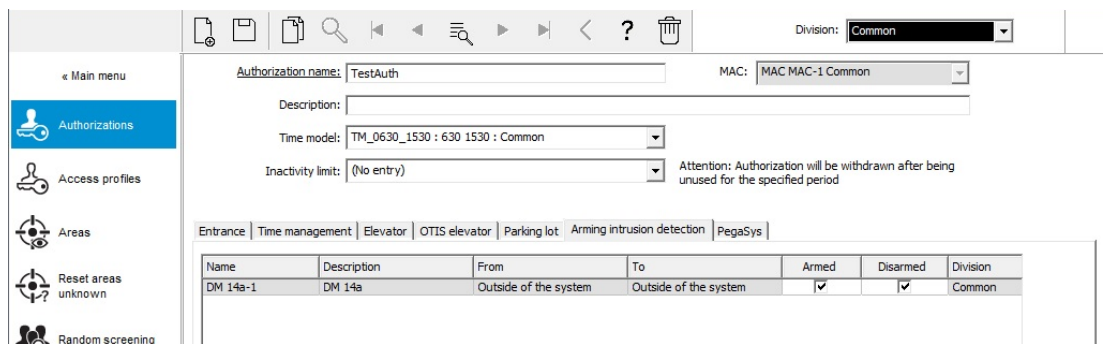 Division: Common
« Main menu
Authorization name: TestAuth
MAC: MAC MAC-1 Common
Description:
Authorizations
Time model: TM_0630_1530 : 630 1530 : Common
Inactivity limit: (No entry)
Attention: Authorization will be withdrawn after being
unused for the specified period
Access profiles
Areas
Entrance Time management Elevator OTIS elevator Parking lot Arming intrusion detection PegaSys
Name Description From To Armed Disarmed Division
DM 14a-1 DM 14a Outside of the system Outside of the system Common
Reset areas
unknown
Random screening